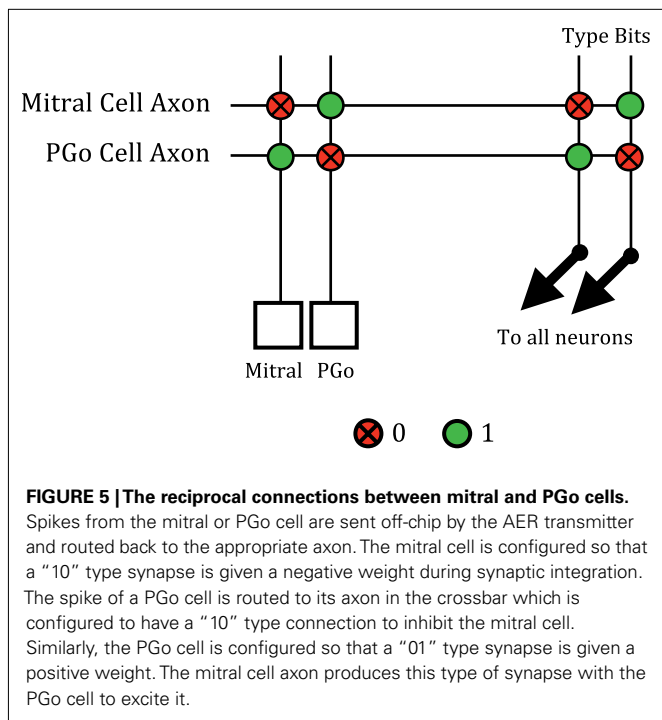 Type Bits
Mitral Cell Axon
PGo Cell Axon
To all neurons
Mitral PGo
0 1
FIGURE 5 | The reciprocal connections between mitral and PGo cells.
Spikes from the mitral or PGo cell are sent off-chip by the AER transmitter
and routed back to the appropriate axon. The mitral cell is configured so that
a “10” type synapse is given a negative weight during synaptic integration.
The spike of a PGo cell is routed to its axon in the crossbar which is
configured to have a “10” type connection to inhibit the mitral cell.
Similarly, the PGo cell is configured so that a “01” type synapse is given a
positive weight. The mitral cell axon produces this type of synapse with the
PGo cell to excite it.